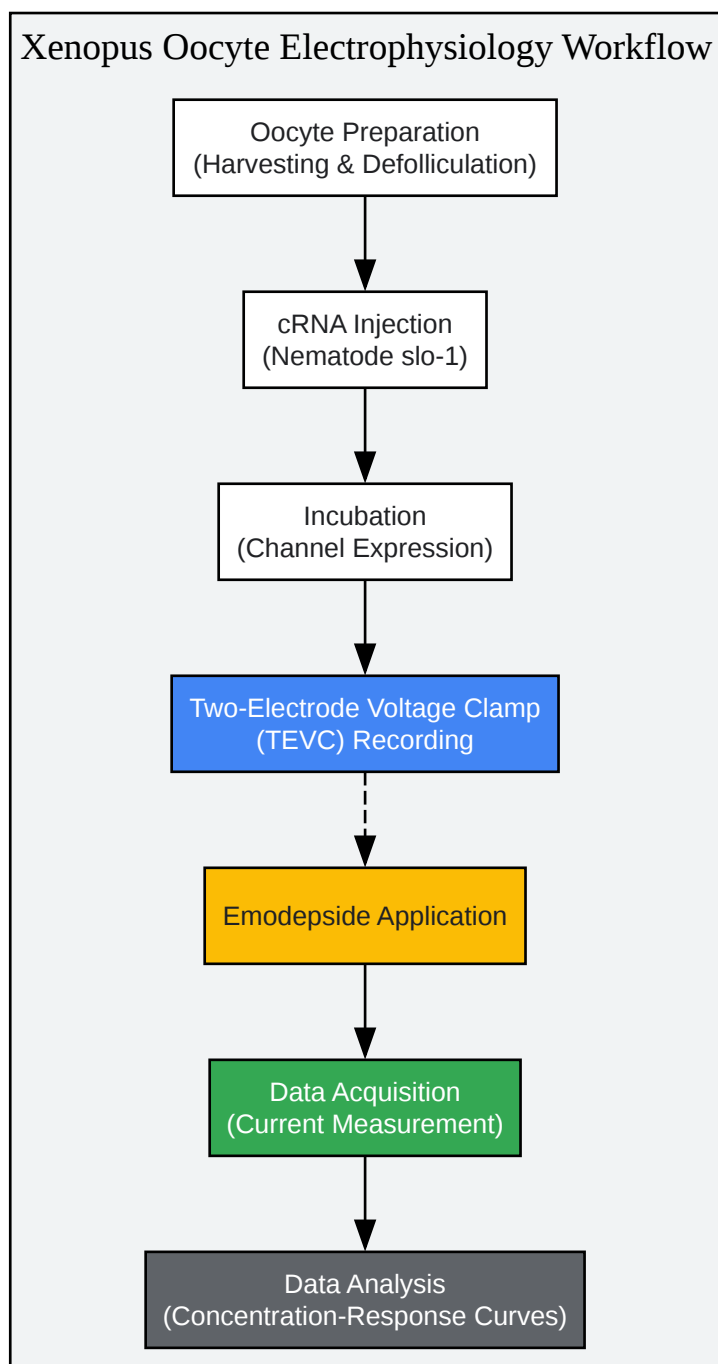 Xenopus Oocyte Electrophysiology Workflow
Oocyte Preparation
(Harvesting & Defolliculation)
cRNA Injection
(Nematode slo-1)
Incubation
(Channel Expression)
Two-Electrode Voltage Clamp
(TEVC) Recording
Emodepside Application
Data Acquisition
(Current Measurement)
Data Analysis
(Concentration-Response Curves)